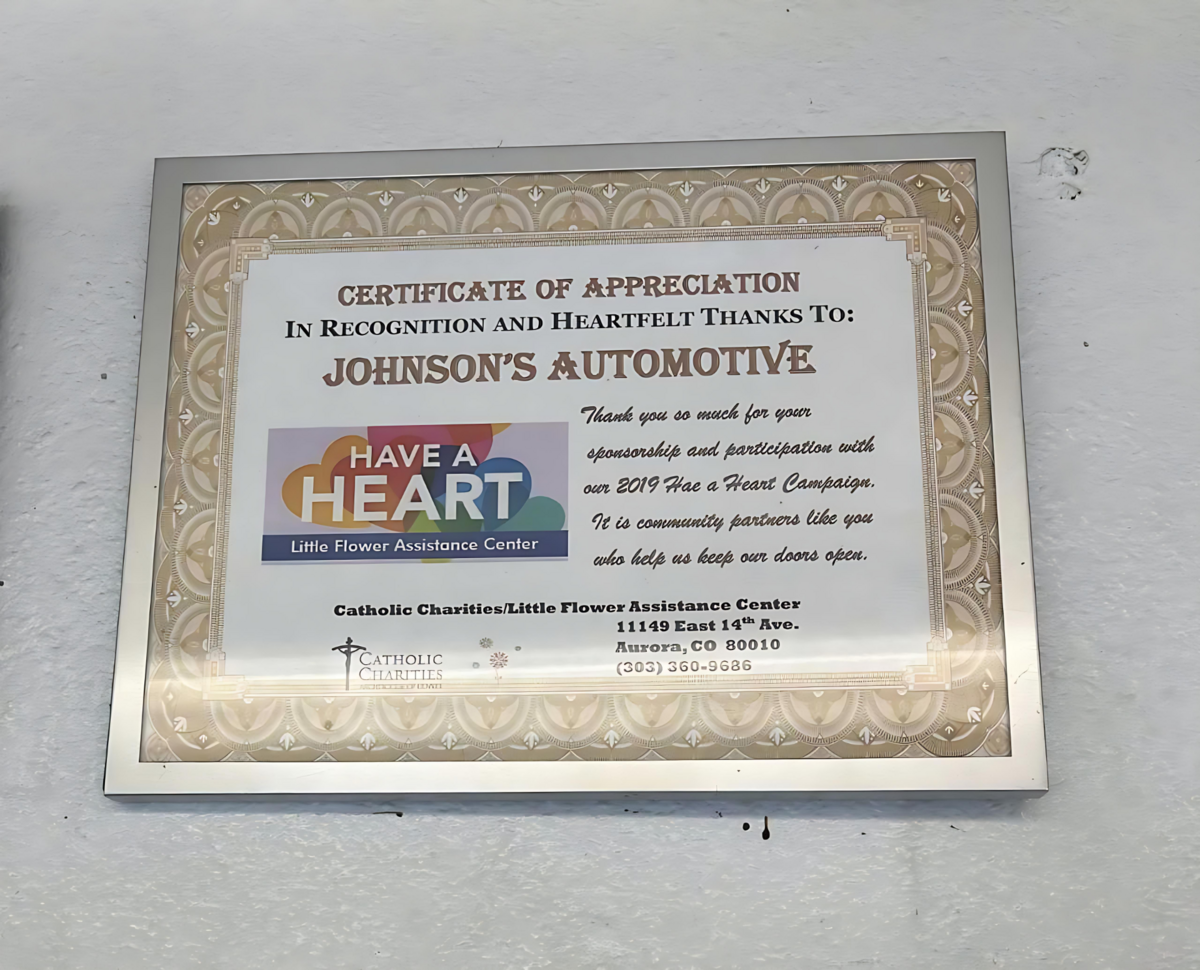 CERTIFICATE OF APPRECIATION
IN RECOGNITION AND HEARTFELT THANKS TO:
JOHNSON'S AUTOMOTIVE
HAVE A
HEART
Little Flower Assistance Center
Thank you so much for your
sponsorship and participation with
our 2019 Hae a Heart Campaign.
It is community partners like you
who help us keep our doors open.
Catholic Charities/Little Flower Assistance Center
11149 East 14th Ave.
Aurora, CO 80010
(303) 360-9686
CATHOLIC
CHARITIES